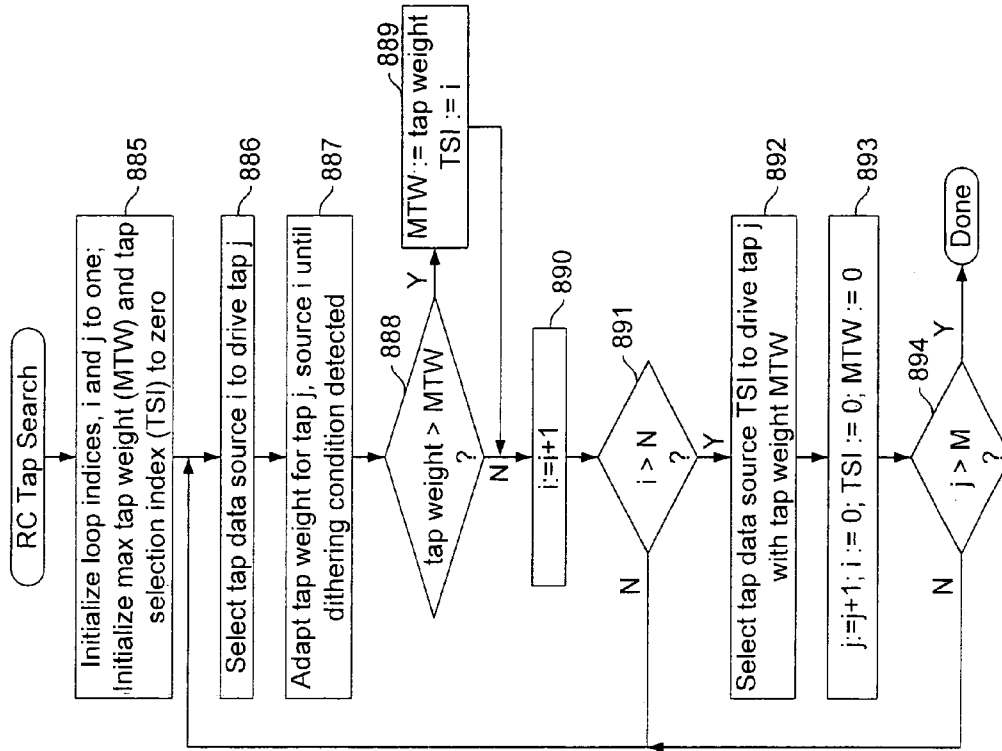 RC Tap Search
885
Initialize loop indices, i and j to one;
Initialize max tap weight (MTW) and tap
selection index (TSI) to zero
886
Select tap data source i to drive tap j
887
Adapt tap weight for tap j, source i until
dithering condition detected
888
tap weight > MTW
?
Y
N
889
MTW := tap weight
TSI := i
890
i:=i+1
891
i > N
?
N
Y
892
Select tap data source TSI to drive tap j
with tap weight MTW
893
j:=j+1; i := 0; TSI := 0; MTW := 0
894
j > M
?
N
Y
Done